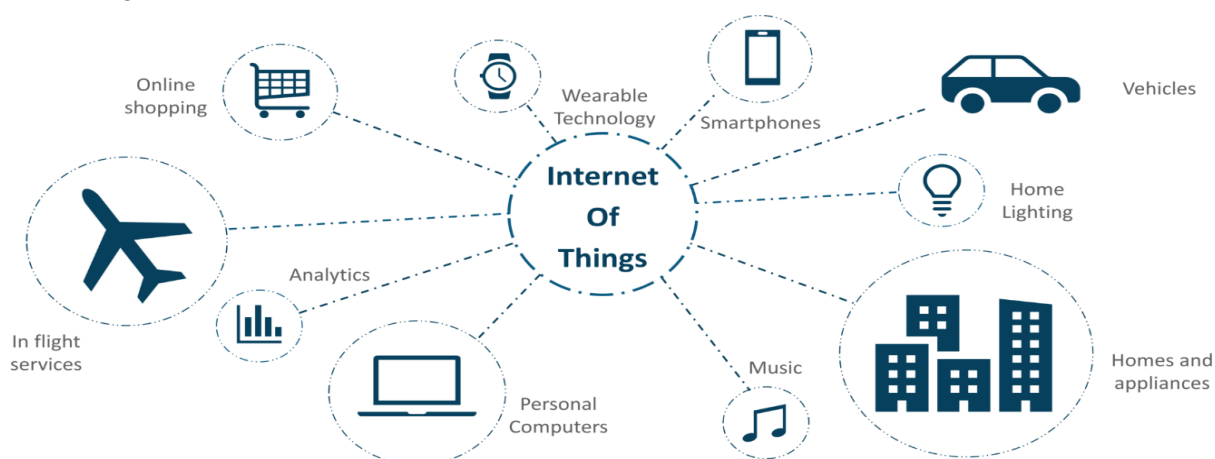 Online
shopping
Wearable
Technology
Smartphones
Vehicles
Internet
Of
Things
Home
Lighting
Analytics
In flight
services
Personal
Computers
Music
Homes and
appliances